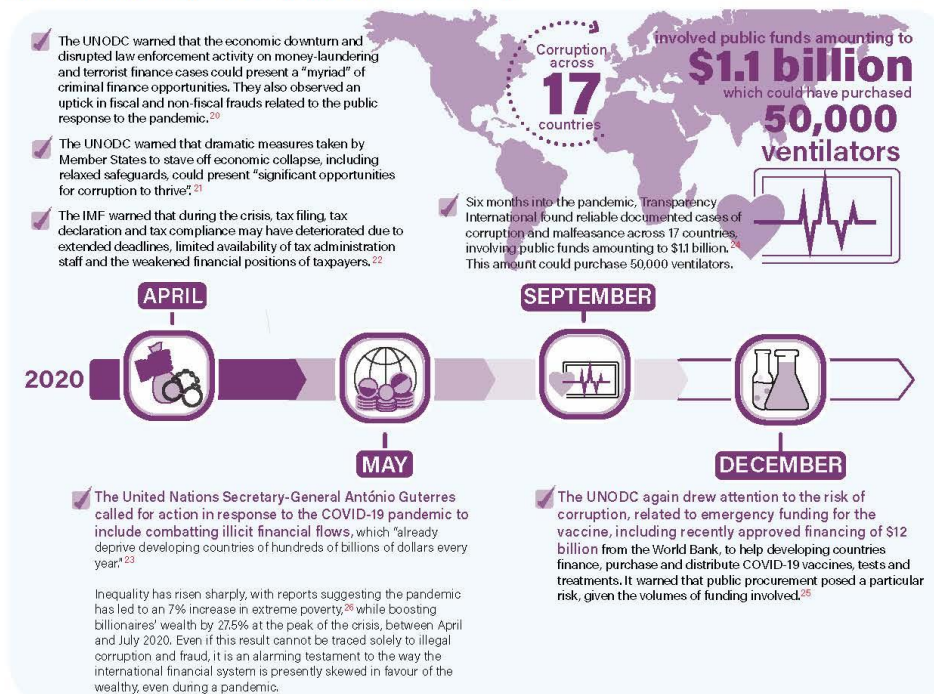 The UNODC warned that the economic downturn and
disrupted law enforcement activity on money-laundering
and terrorist finance cases could present a “myriad” of
criminal finance opportunities. They also observed an
uptick in fiscal and non-fiscal frauds related to the public
response to the pandemic. 20
The UNODC warned that dramatic measures taken by
Member States to stave off economic collapse, including
relaxed safeguards, could present “significant opportunities
for corruption to thrive”. 21
The IMF warned that during the crisis, tax filing, tax
declaration and tax compliance may have deteriorated due to
extended deadlines, limited availability of tax administration
staff and the weakened financial positions of taxpayers. 22
Corruption
across
17
countries
involved public funds amounting to
$1.1 billion
which could have purchased
50,000
ventilators
Six months into the pandemic, Transparency
International found reliable documented cases of
corruption and malfeasance across 17 countries,
involving public funds amounting to $1.1 billion. 24
This amount could purchase 50,000 ventilators.
APRIL
SEPTEMBER
2020
MAY
DECEMBER
The United Nations Secretary-General António Guterres
called for action in response to the COVID-19 pandemic to
include combatting illicit financial flows, which “already
deprive developing countries of hundreds of billions of dollars every
year.” 23
Inequality has risen sharply, with reports suggesting the pandemic
has led to an 7% increase in extreme poverty, 26 while boosting
billionaires’ wealth by 27.5% at the peak of the crisis, between April
and July 2020. Even if this result cannot be traced solely to illegal
corruption and fraud, it is an alarming testament to the way the
international financial system is presently skewed in favour of the
wealthy, even during a pandemic.
The UNODC again drew attention to the risk of
corruption, related to emergency funding for the
vaccine, including recently approved financing of $12
billion from the World Bank, to help developing countries
finance, purchase and distribute COVID-19 vaccines, tests and
treatments. It warned that public procurement posed a particular
risk, given the volumes of funding involved. 25